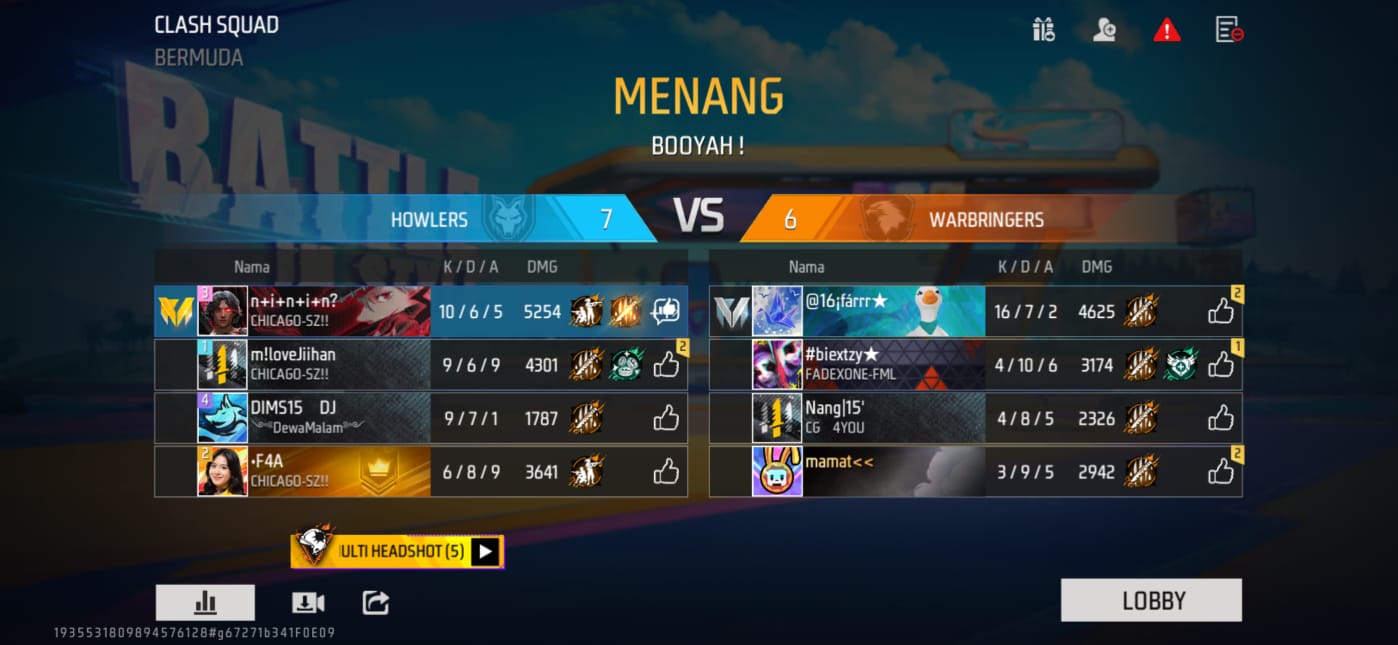 CLASH SQUAD
BERMUDA
MENANG
BOOYAH !
HOWLERS 7 VS 6 WARBRINGERS
Nama K / D / A DMG
3 n+i+n+i+n? CHICAGO-SZ!! 10 / 6 / 5 5254
1 m!loveJiihan CHICAGO-SZ!! 9 / 6 / 9 4301 2
4 DIMS15 DJ DewaMalam 9 / 7 / 1 1787
2 •F4A CHICAGO-SZ!! 6 / 8 / 9 3641
Nama K / D / A DMG
@16¡fárrr★ 16 / 7 / 2 4625 2
#biextzy★ FADEXONE-FML 4 / 10 / 6 3174 1
Nang|15' CG 4YOU 4 / 8 / 5 2326
mamat<< 3 / 9 / 5 2942 2
ULTI HEADSHOT (5)
LOBBY
1935531809894576128#g67271b341F0E09